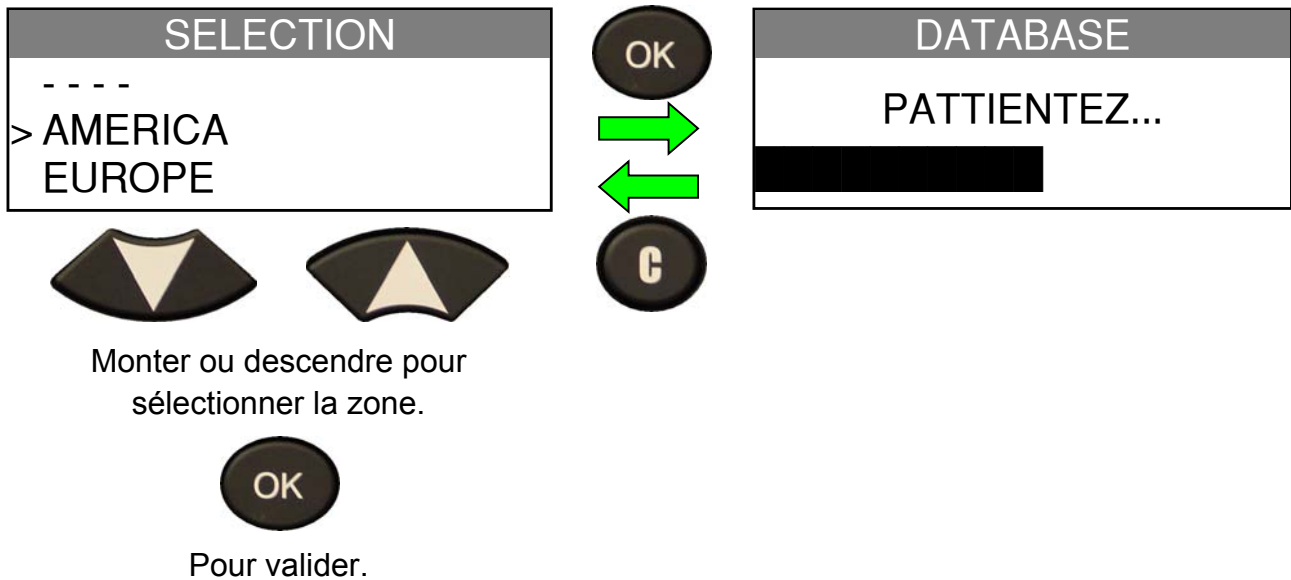 SELECTION
- - - -
> AMERICA
EUROPE
OK
C
DATABASE
PATTIENTEZ...
Monter ou descendre pour
sélectionner la zone.
OK
Pour valider.